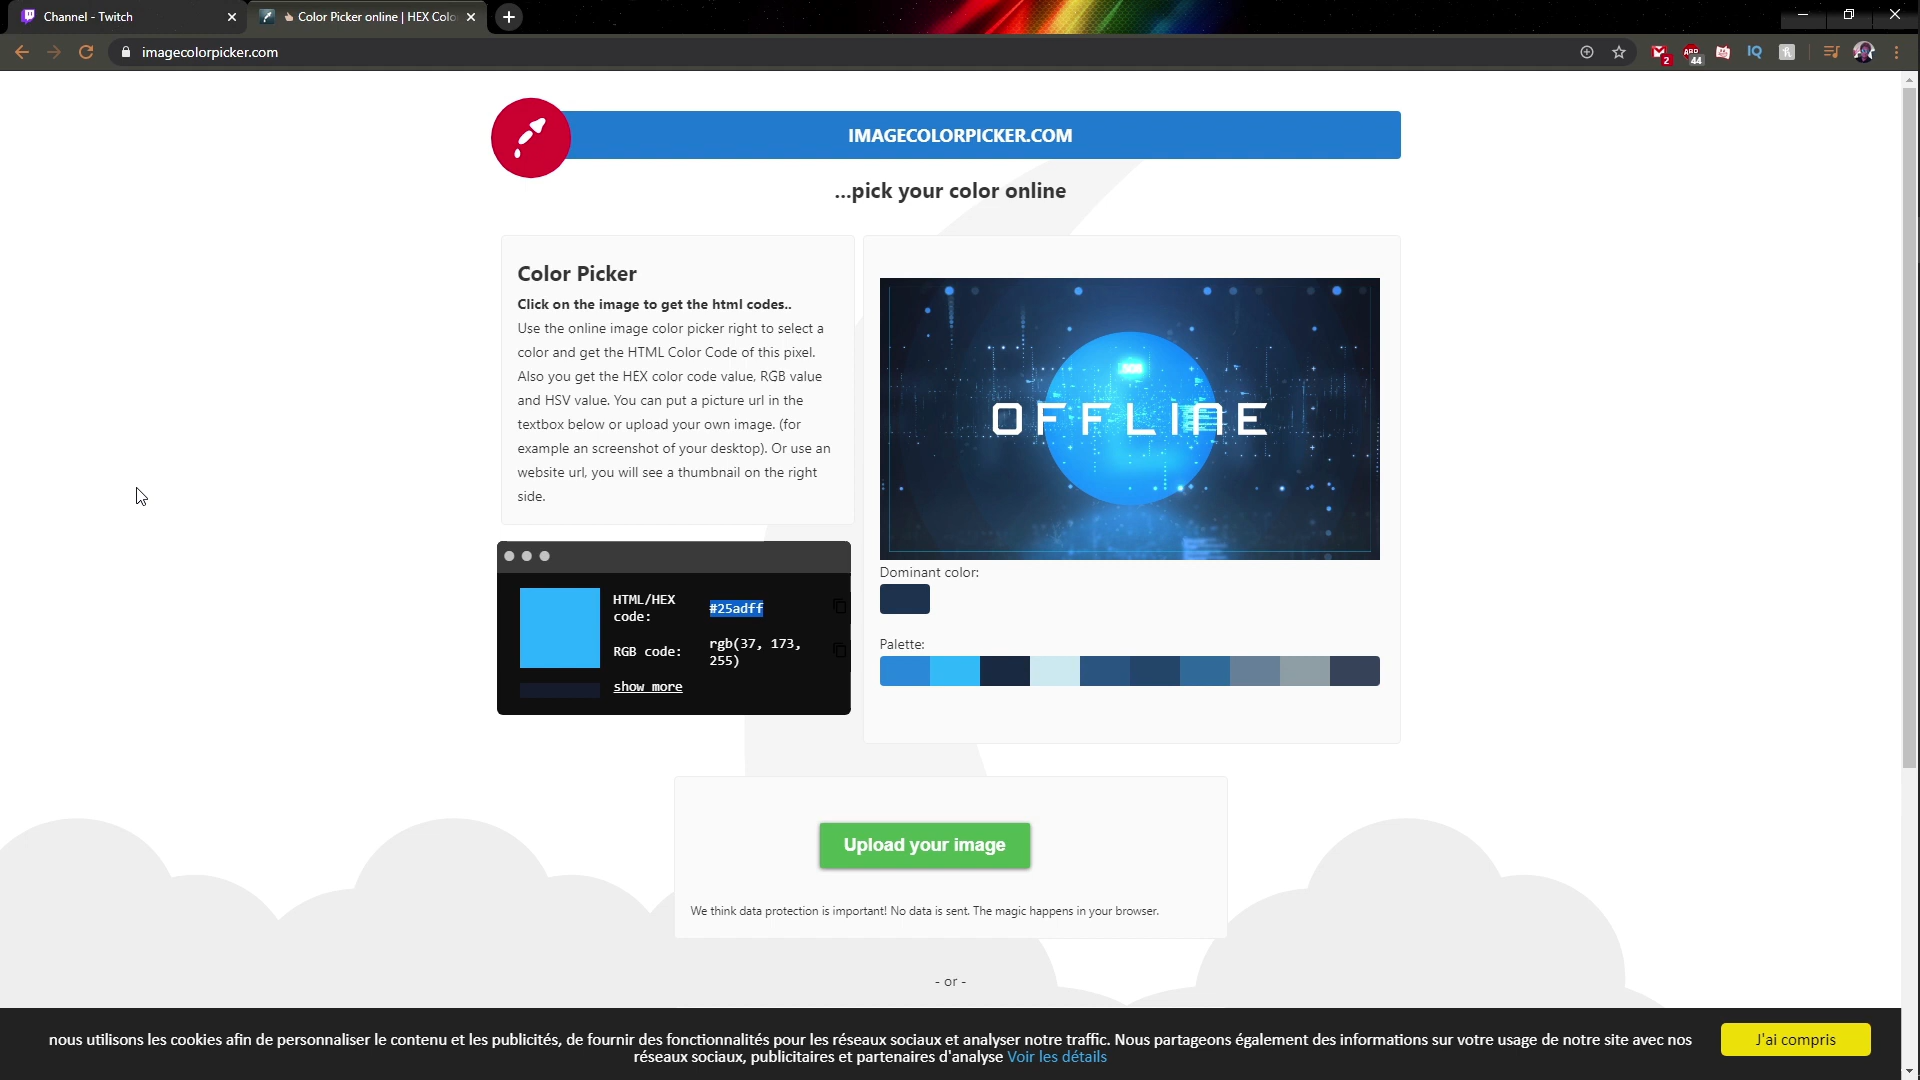 Channel - Twitch
Color Picker online | HEX Colo
imagecolorpicker.com
2
ABD
44
IQ
IMAGECOLORPICKER.COM
...pick your color online
Color Picker
Click on the image to get the html codes..
Use the online image color picker right to select a
color and get the HTML Color Code of this pixel.
Also you get the HEX color code value, RGB value
and HSV value. You can put a picture url in the
textbox below or upload your own image. (for
example an screenshot of your desktop). Or use an
website url, you will see a thumbnail on the right
side.
OFFLINE
HTML/HEX code: #25adff
RGB code: rgb(37, 173, 255)
show more
Dominant color:
Palette:
Upload your image
We think data protection is important! No data is sent. The magic happens in your browser.
- or -
nous utilisons les cookies afin de personnaliser le contenu et les publicités, de fournir des fonctionnalités pour les réseaux sociaux et analyser notre traffic. Nous partageons également des informations sur votre usage de notre site avec nos
réseaux sociaux, publicitaires et partenaires d'analyse Voir les détails
J'ai compris